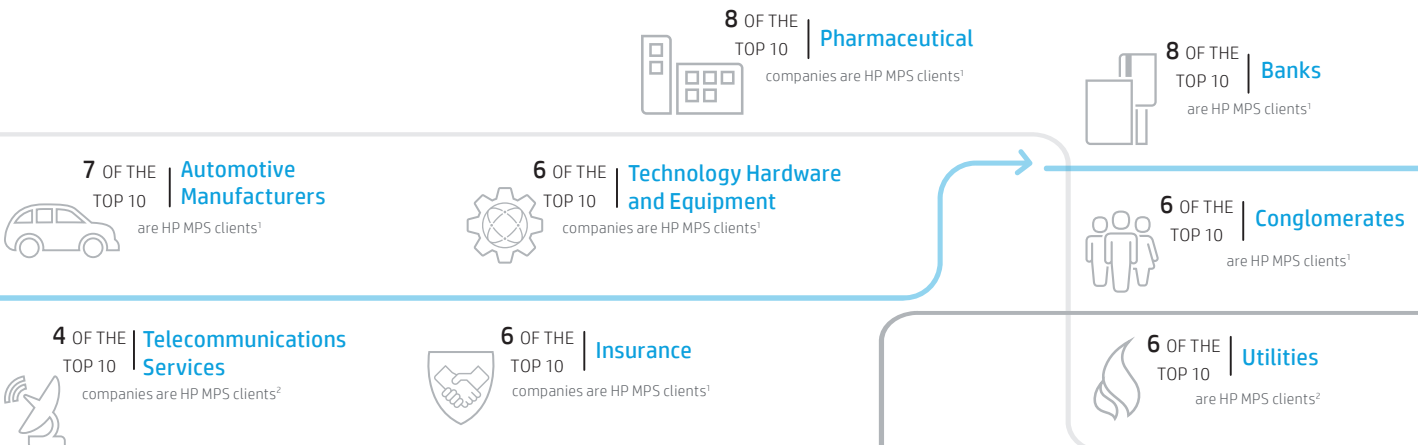 8 OF THE
TOP 10
Pharmaceutical
companies are HP MPS clients¹
8 OF THE
TOP 10
Banks
are HP MPS clients¹
7 OF THE
TOP 10
Automotive
Manufacturers
are HP MPS clients¹
6 OF THE
TOP 10
Technology Hardware
and Equipment
companies are HP MPS clients¹
6 OF THE
TOP 10
Conglomerates
are HP MPS clients¹
4 OF THE
TOP 10
Telecommunications
Services
companies are HP MPS clients²
6 OF THE
TOP 10
Insurance
companies are HP MPS clients¹
6 OF THE
TOP 10
Utilities
are HP MPS clients²